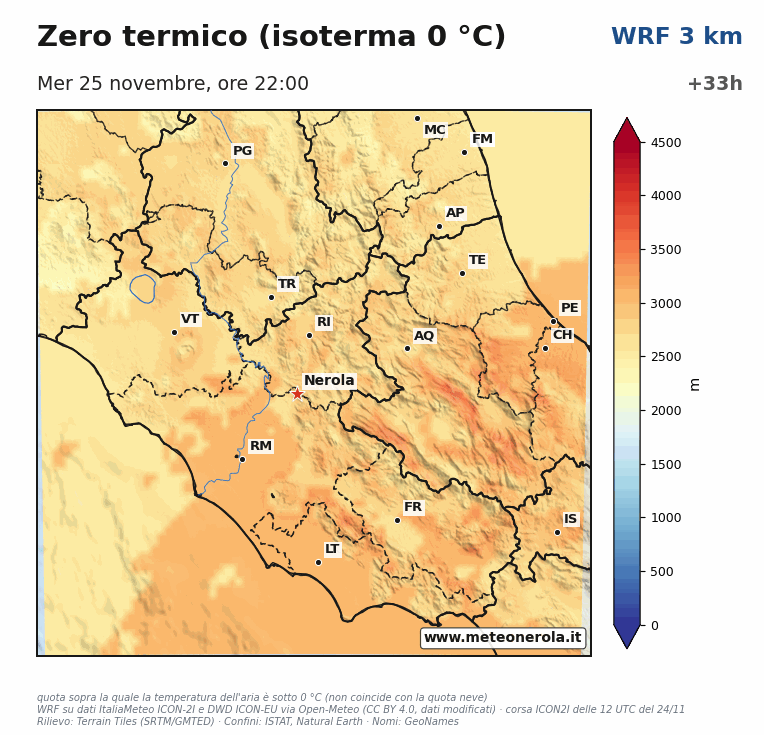 Zero termico (isoterma 0 °C)
WRF 3 km
Mer 25 novembre, ore 22:00
+33h
MC
FM
PG
AP
TE
TR
PE
VT
RI
AQ
CH
Nerola
RM
FR
IS
LT
www.meteonerola.it
4500
4000
3500
3000
2500
2000
1500
1000
500
0
m
quota sopra la quale la temperatura dell'aria è sotto 0 °C (non coincide con la quota neve)
WRF su dati ItaliaMeteo ICON-2I e DWD ICON-EU via Open-Meteo (CC BY 4.0, dati modificati) · corsa ICON2I delle 12 UTC del 24/11
Rilievo: Terrain Tiles (SRTM/GMTED) · Confini: ISTAT, Natural Earth · Nomi: GeoNames